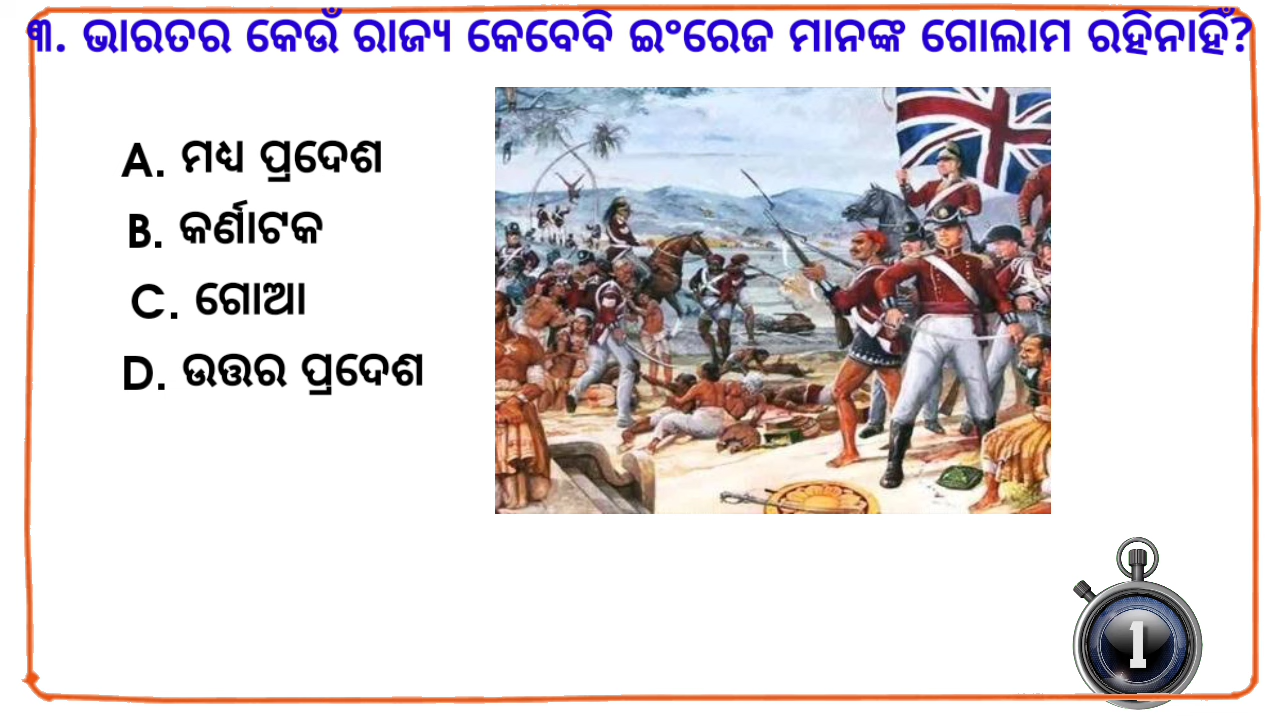 ୩. ଭାରତର କେଉଁ ରାଜ୍ୟ କେବେବି ଇଂରେଜ ମାନଙ୍କ ଗୋଲାମ ରହିନାହିଁ?
A. ମଧ୍ୟ ପ୍ରଦେଶ
B. କର୍ଣାଟକ
C. ଗୋଆ
D. ଉତ୍ତର ପ୍ରଦେଶ
1